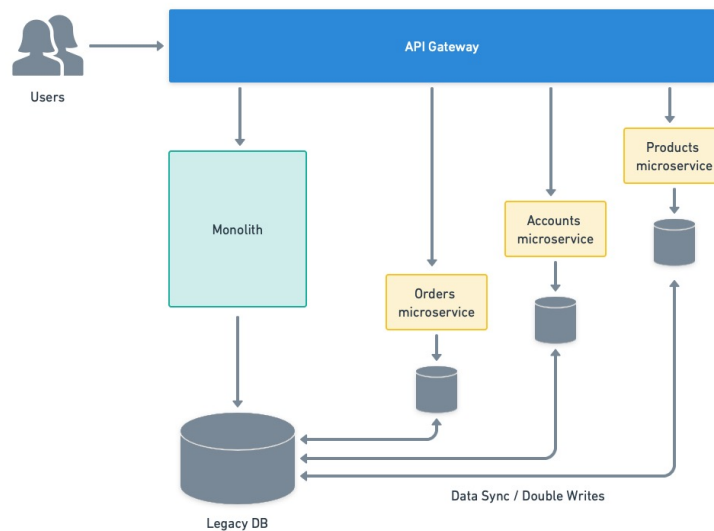 API Gateway
Users
Products
microservice
Monolith
Accounts
microservice
Orders
microservice
Data Sync / Double Writes
Legacy DB